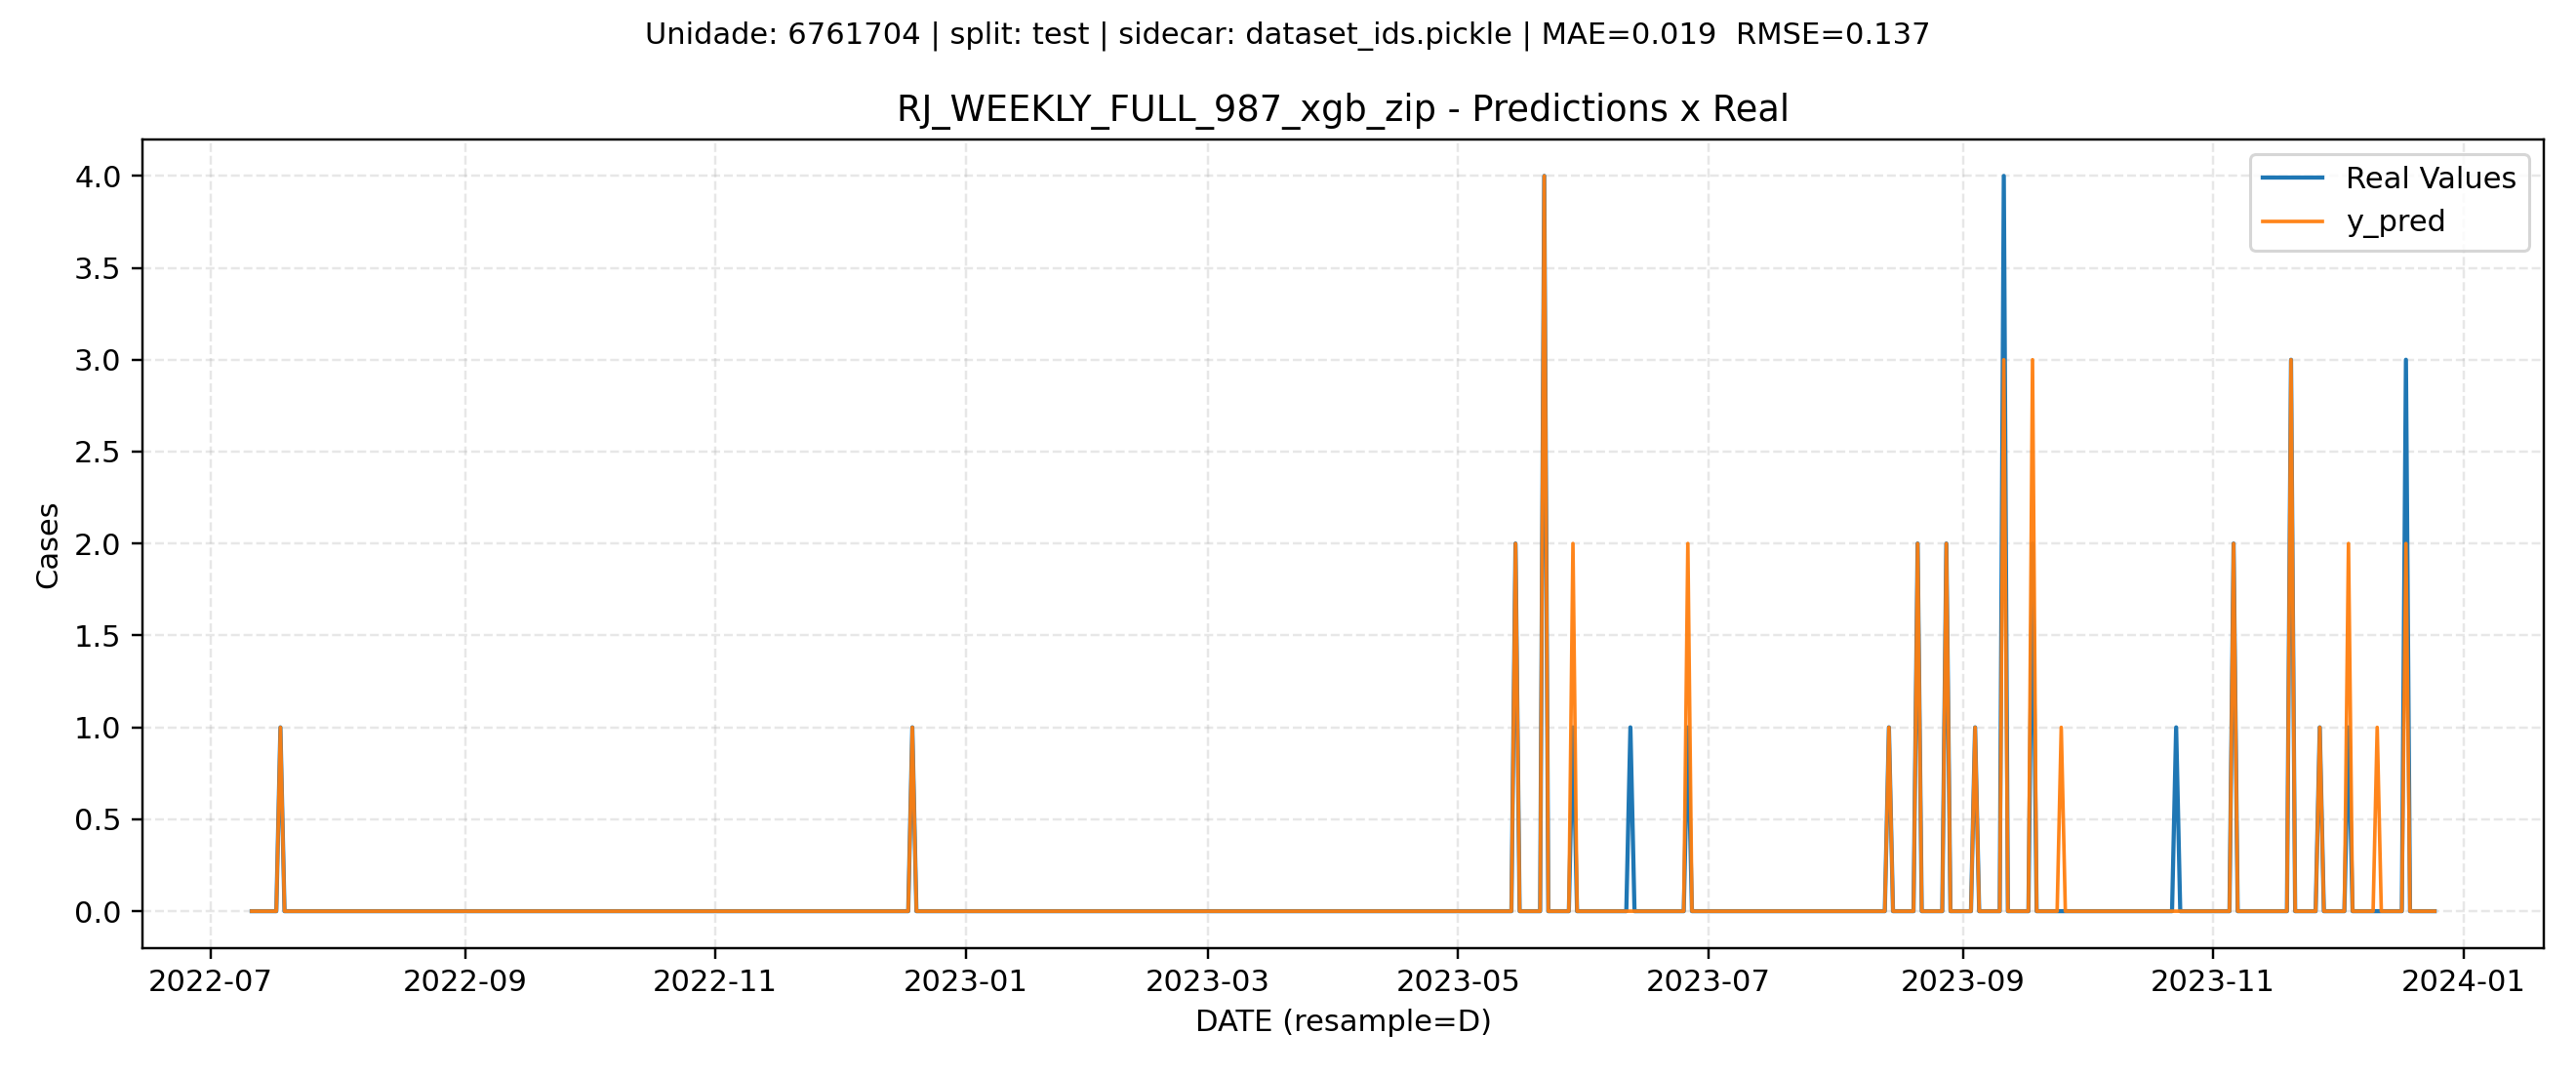 Unidade: 6761704 | split: test | sidecar: dataset_ids.pickle | MAE=0.019  RMSE=0.137
RJ_WEEKLY_FULL_987_xgb_zip - Predictions x Real
Real Values
y_pred
4.0
3.5
3.0
2.5
2.0
1.5
1.0
0.5
0.0
Cases
2022-07 2022-09 2022-11 2023-01 2023-03 2023-05 2023-07 2023-09 2023-11 2024-01
DATE (resample=D)